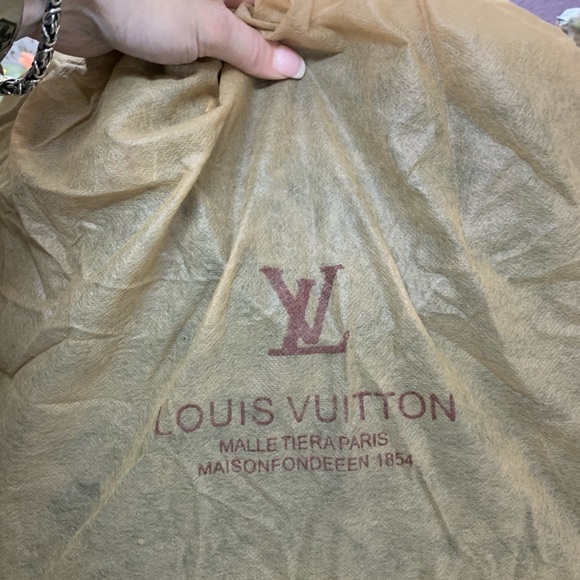 LV
LOUIS VUITTON
MALLE TIERA PARIS
MAISONFONDEEEN 1854